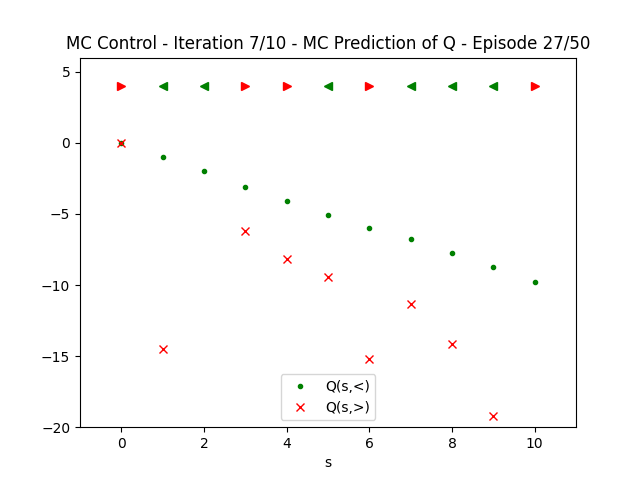 MC Control - Iteration 7/10 - MC Prediction of Q - Episode 27/50
5
0
−5
−10
−15
−20
Q(s,<)
Q(s,>)
0 2 4 6 8 10
s